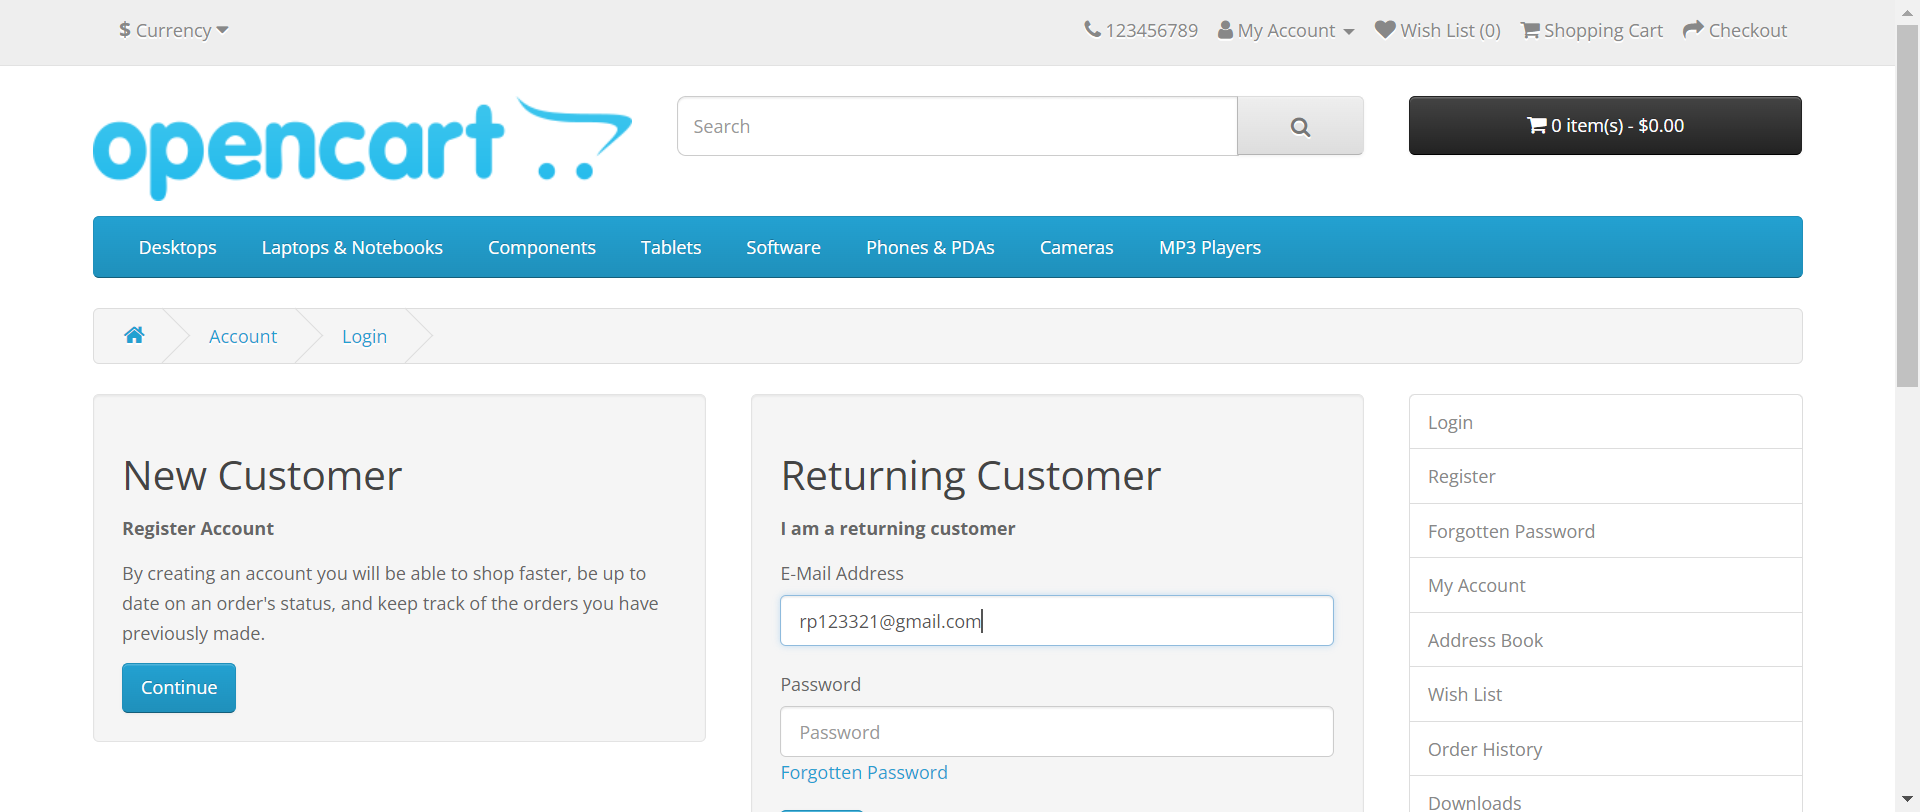 $ Currency
123456789 My Account Wish List (0) Shopping Cart Checkout
opencart
Search
0 item(s) - $0.00
Desktops Laptops & Notebooks Components Tablets Software Phones & PDAs Cameras MP3 Players
Account Login
New Customer
Register Account
By creating an account you will be able to shop faster, be up to
date on an order's status, and keep track of the orders you have
previously made.
Continue
Returning Customer
I am a returning customer
E-Mail Address
rp123321@gmail.com
Password
Password
Forgotten Password
Login
Register
Forgotten Password
My Account
Address Book
Wish List
Order History
Downloads